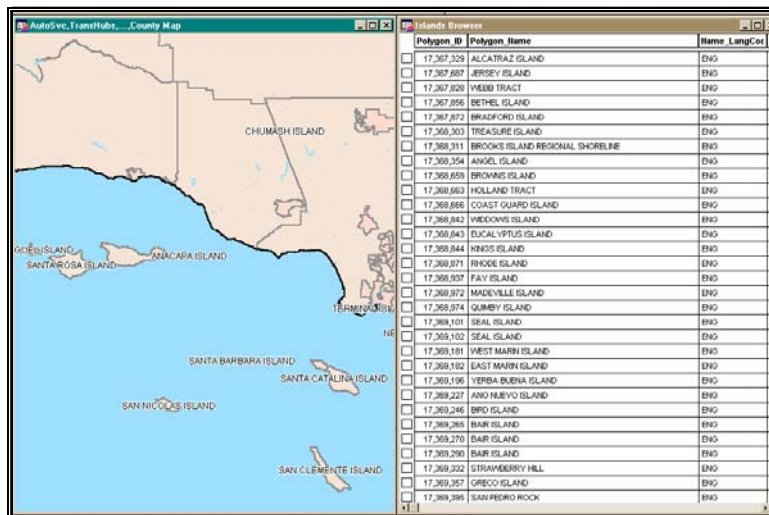 AutoSvc,TransHubs,...,County Map
CHUMASH ISLAND
ANACARA ISLAND
SANTA ROSA ISLAND
SANTA BARBARA ISLAND
SANTA CATALINA ISLAND
SAN NICOLAS ISLAND
SAN CLEMENTE ISLAND
Islands Browser
Polygon_ID Polygon_Name
17,367,329 ALCATRAZ ISLAND ENG
17,367,687 JERSEY ISLAND ENG
17,367,828 WEBB TRACT ENG
17,367,856 BETHEL ISLAND ENG
17,367,872 BRADFORD ISLAND ENG
17,368,303 TREASURE ISLAND ENG
17,368,311 BROOKS ISLAND REGIONAL SHORELINE ENG
17,368,354 ANGEL ISLAND ENG
17,368,659 BROWNS ISLAND ENG
17,368,663 HOLLAND TRACT ENG
17,368,666 COAST GUARD ISLAND ENG
17,368,842 WIDDOWS ISLAND ENG
17,368,843 EUCALYPTUS ISLAND ENG
17,368,844 KINGS ISLAND ENG
17,368,871 RHODE ISLAND ENG
17,368,937 FAY ISLAND ENG
17,368,972 MADEVILLE ISLAND ENG
17,368,974 QUIMBY ISLAND ENG
17,369,101 SEAL ISLAND ENG
17,369,102 SEAL ISLAND ENG
17,369,181 WEST MARIN ISLAND ENG
17,369,182 EAST MARIN ISLAND ENG
17,369,196 YERBA BUENA ISLAND ENG
17,369,227 ANO NUEVO ISLAND ENG
17,369,246 BIRD ISLAND ENG
17,369,265 BAIR ISLAND ENG
17,369,270 BAIR ISLAND ENG
17,369,290 BAIR ISLAND ENG
17,369,332 STRAWBERRY HILL ENG
17,369,357 GRECO ISLAND ENG
17,369,395 SAN PEDRO ROCK ENG